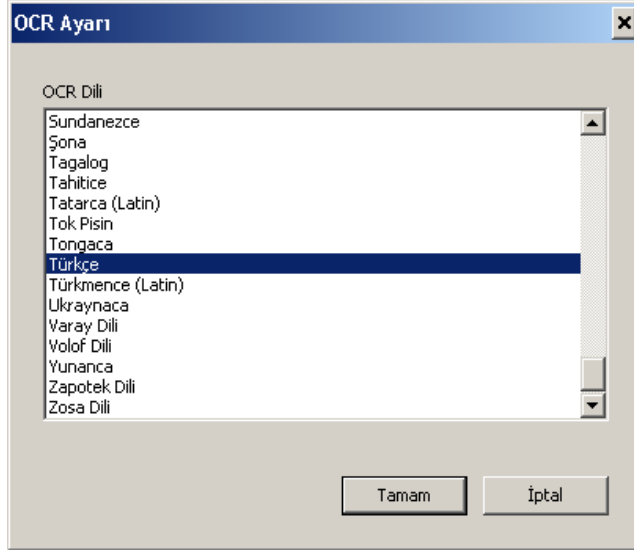 OCR Ayarı
OCR Dili
Sundanezce
Şona
Tagalog
Tahitice
Tatarca (Latin)
Tok Pisin
Tongaca
Türkçe
Türkmence (Latin)
Ukraynaca
Varay Dili
Volof Dili
Yunanca
Zapotek Dili
Zosa Dili
Tamam İptal